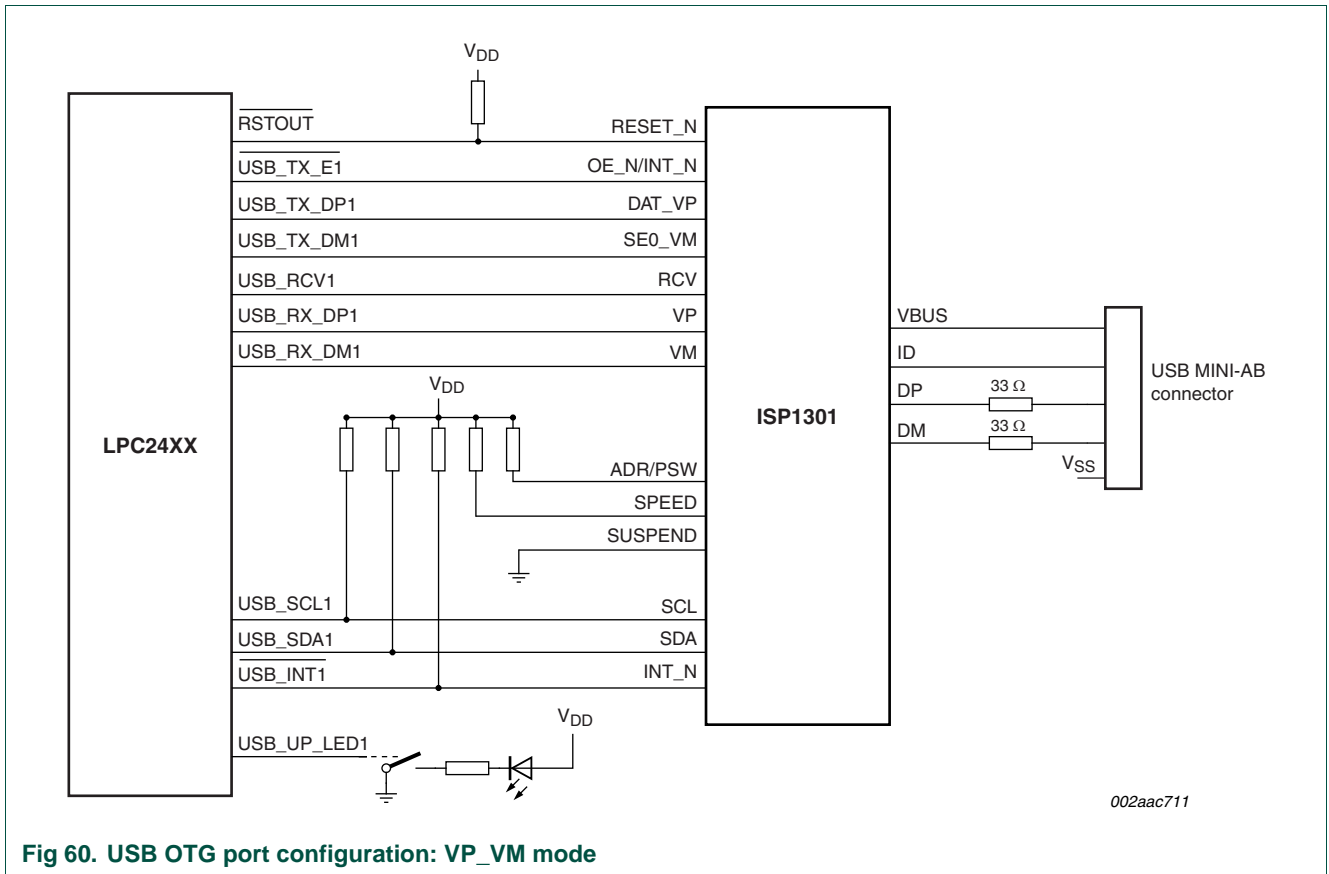 VDD
RSTOUT
RESET_N
USB_TX_E1
OE_N/INT_N
USB_TX_DP1
DAT_VP
USB_TX_DM1
SE0_VM
USB_RCV1
RCV
USB_RX_DP1
VP
USB_RX_DM1
VM
VBUS
ID
DP
33 Ω
DM
33 Ω
VSS
USB MINI-AB
connector
VDD
LPC24XX
ISP1301
ADR/PSW
SPEED
SUSPEND
USB_SCL1
SCL
USB_SDA1
SDA
USB_INT1
INT_N
VDD
USB_UP_LED1
002aac711
Fig 60. USB OTG port configuration: VP_VM mode